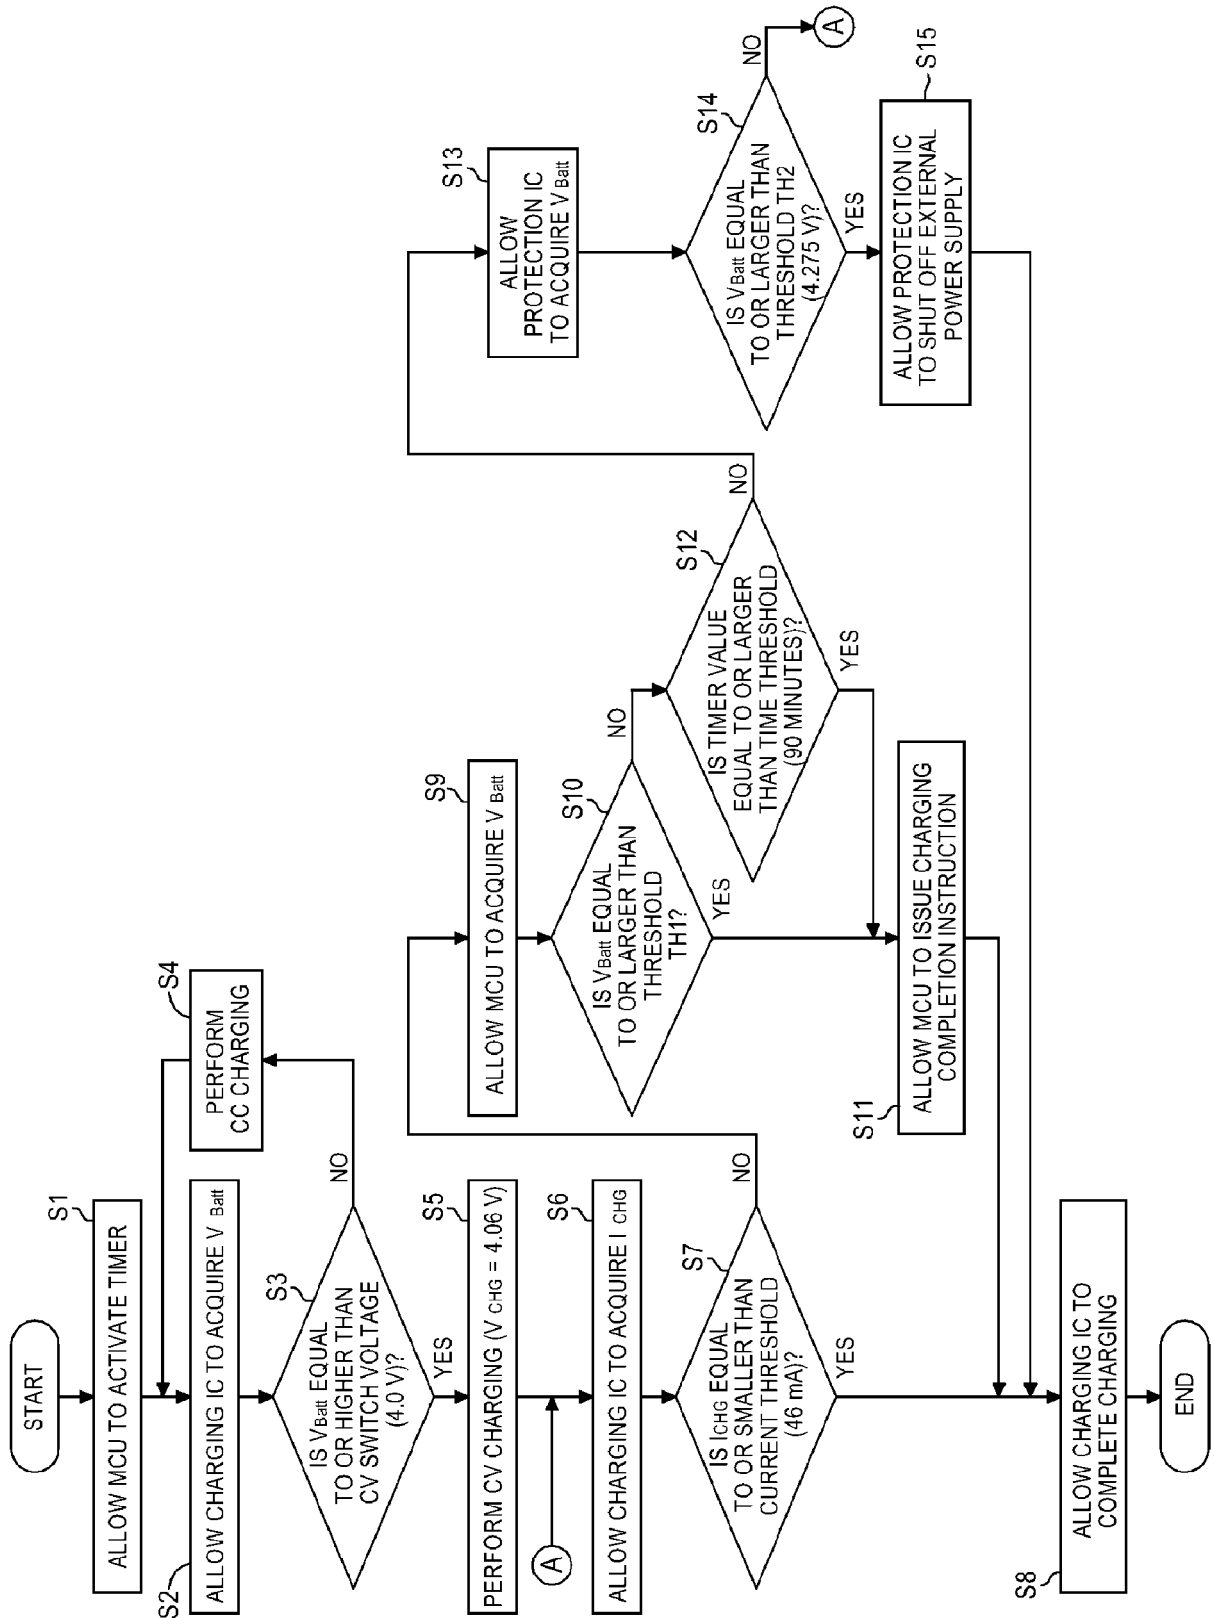 START
S1
ALLOW MCU TO ACTIVATE TIMER
S2
ALLOW CHARGING IC TO ACQUIRE V Batt
S3
IS VBatt EQUAL
TO OR HIGHER THAN
CV SWITCH VOLTAGE
(4.0 V)?
NO
YES
S4
PERFORM
CC CHARGING
S5
PERFORM CV CHARGING (V CHG = 4.06 V)
A
S6
ALLOW CHARGING IC TO ACQUIRE I CHG
S7
IS ICHG EQUAL
TO OR SMALLER THAN
CURRENT THRESHOLD
(46 mA)?
NO
YES
S8
ALLOW CHARGING IC TO
COMPLETE CHARGING
END
S9
ALLOW MCU TO ACQUIRE V Batt
S10
IS VBatt EQUAL
TO OR LARGER THAN
THRESHOLD
TH1?
NO
YES
S11
ALLOW MCU TO ISSUE CHARGING
COMPLETION INSTRUCTION
S12
IS TIMER VALUE
EQUAL TO OR LARGER
THAN TIME THRESHOLD
(90 MINUTES)?
NO
YES
S13
ALLOW
PROTECTION IC
TO ACQUIRE V Batt
S14
IS VBatt EQUAL
TO OR LARGER THAN
THRESHOLD TH2
(4.275 V)?
NO
A
YES
S15
ALLOW PROTECTION IC
TO SHUT OFF EXTERNAL
POWER SUPPLY